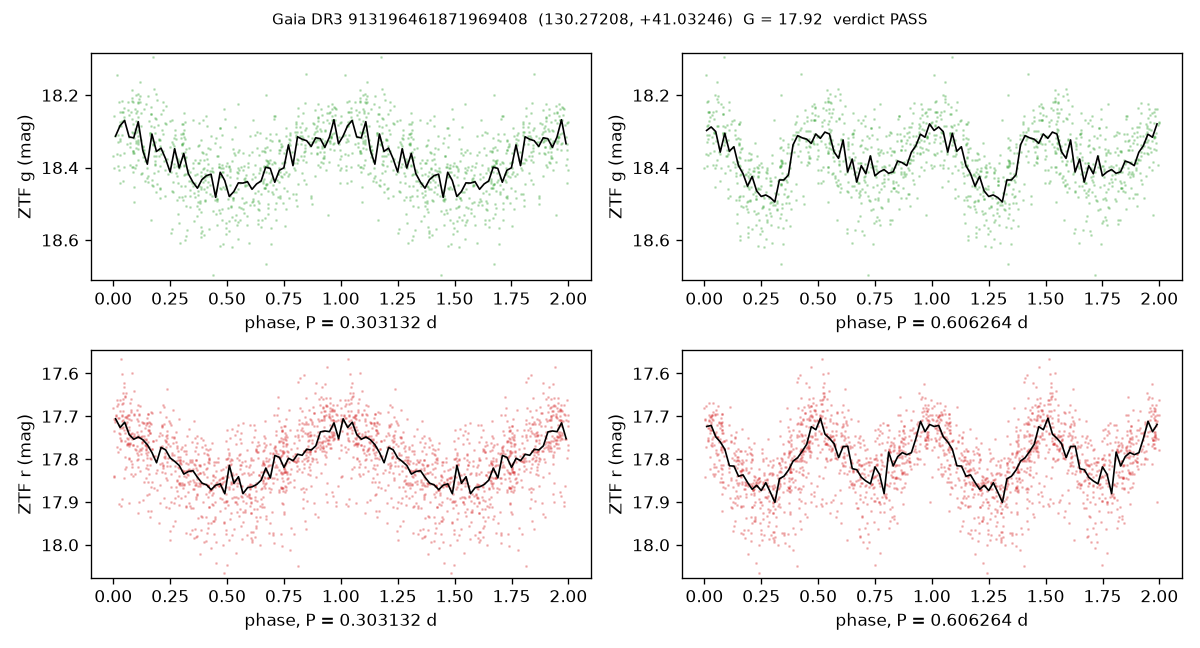 Gaia DR3 913196461871969408 (130.27208, +41.03246) G = 17.92 verdict PASS
ZTF g (mag)
18.2
18.4
18.6
0.00 0.25 0.50 0.75 1.00 1.25 1.50 1.75 2.00
phase, P = 0.303132 d
ZTF g (mag)
18.2
18.4
18.6
0.00 0.25 0.50 0.75 1.00 1.25 1.50 1.75 2.00
phase, P = 0.606264 d
ZTF r (mag)
17.6
17.7
17.8
17.9
18.0
0.00 0.25 0.50 0.75 1.00 1.25 1.50 1.75 2.00
phase, P = 0.303132 d
ZTF r (mag)
17.6
17.7
17.8
17.9
18.0
0.00 0.25 0.50 0.75 1.00 1.25 1.50 1.75 2.00
phase, P = 0.606264 d